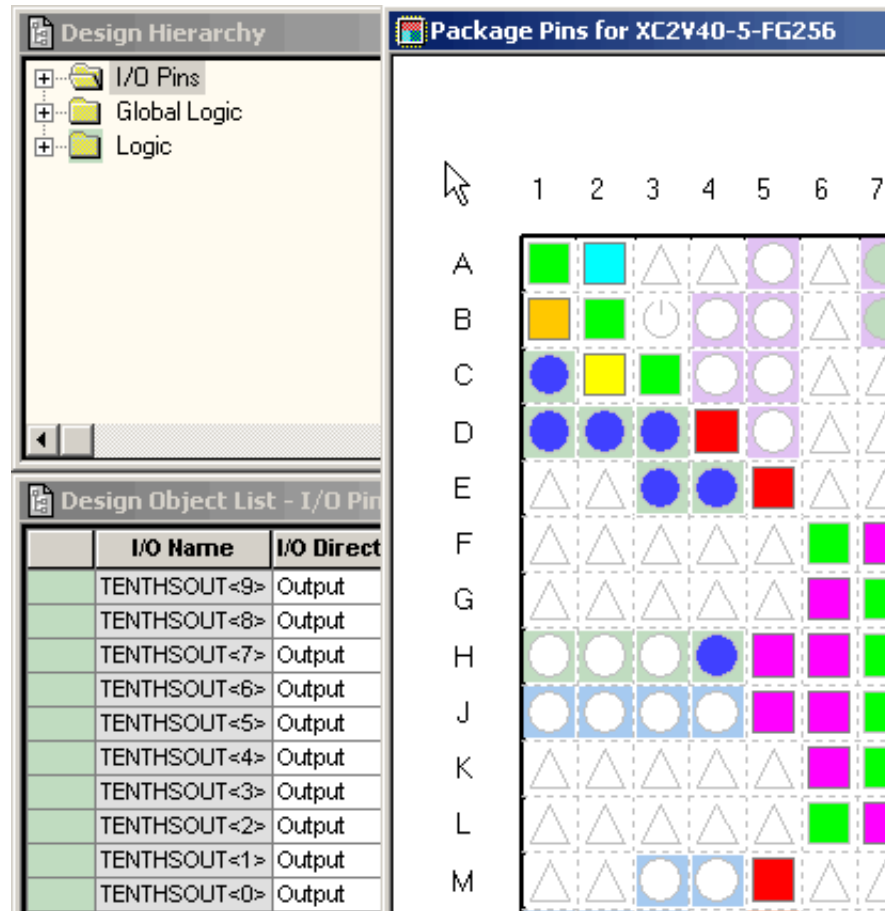 Design Hierarchy
I/O Pins
Global Logic
Logic
Design Object List - I/O Pin
I/O Name I/O Direct
TENTHSOUT<9> Output
TENTHSOUT<8> Output
TENTHSOUT<7> Output
TENTHSOUT<6> Output
TENTHSOUT<5> Output
TENTHSOUT<4> Output
TENTHSOUT<3> Output
TENTHSOUT<2> Output
TENTHSOUT<1> Output
TENTHSOUT<0> Output
Package Pins for XC2V40-5-FG256
1 2 3 4 5 6 7
A
B
C
D
E
F
G
H
J
K
L
M